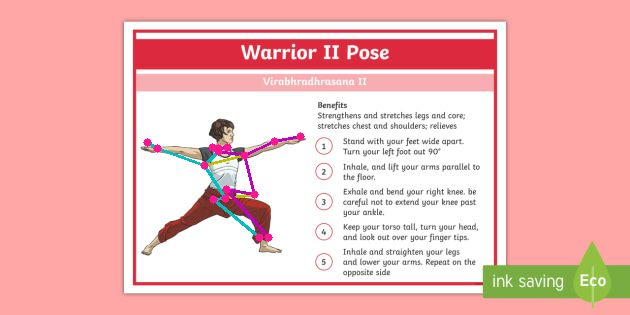 Warrior II Pose
Virabhradhrasana II
Benefits
Strengthens and stretches legs and core;
stretches chest and shoulders; relieves
1 Stand with your feet wide apart.
Turn your left foot out 90°
2 Inhale, and lift your arms parallel to
the floor.
3 Exhale and bend your right knee. be
careful not to extend your knee past
your ankle.
4 Keep your torso tall, turn your head,
and look out over your finger tips.
5 Inhale and straighten your legs
and lower your arms. Repeat on the
opposite side
ink saving Eco